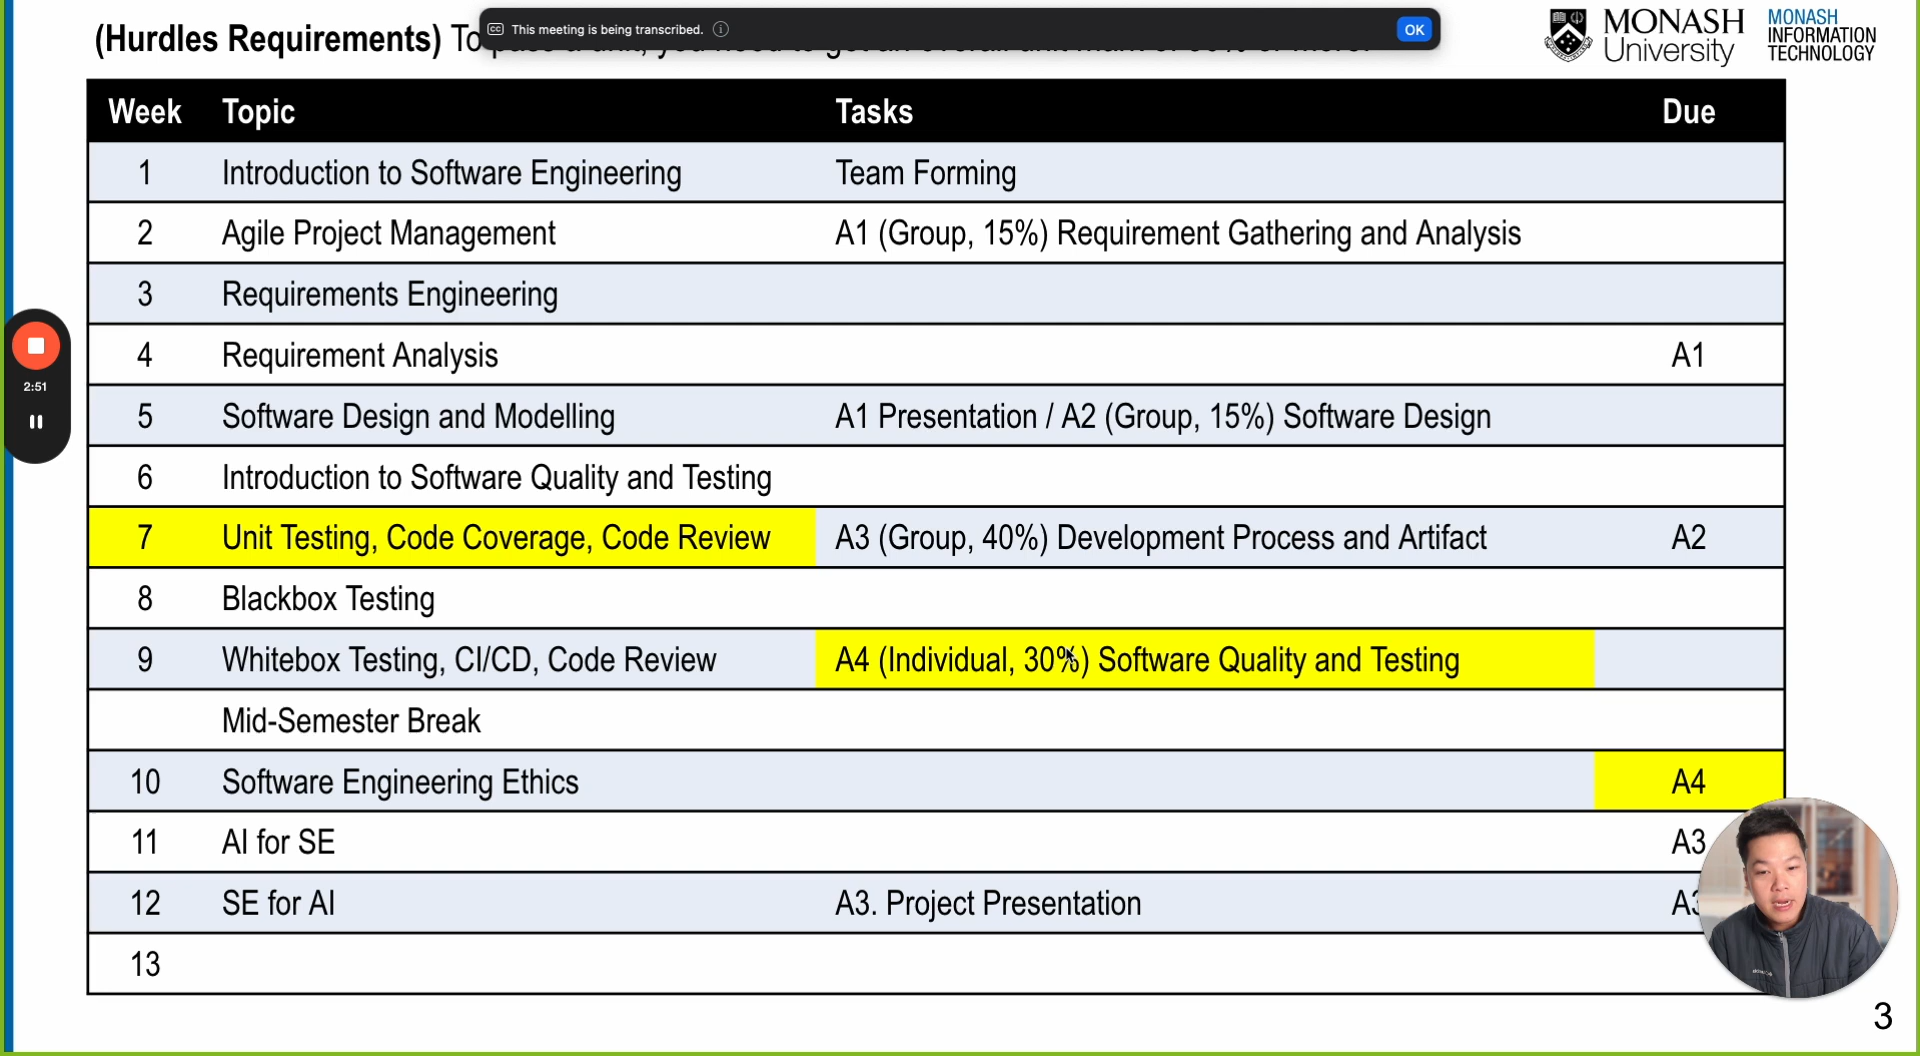 (Hurdles Requirements) To
This meeting is being transcribed.
OK
MONASH University
MONASH INFORMATION TECHNOLOGY
Week Topic Tasks Due
1 Introduction to Software Engineering Team Forming
2 Agile Project Management A1 (Group, 15%) Requirement Gathering and Analysis
3 Requirements Engineering
4 Requirement Analysis A1
5 Software Design and Modelling A1 Presentation / A2 (Group, 15%) Software Design
6 Introduction to Software Quality and Testing
7 Unit Testing, Code Coverage, Code Review A3 (Group, 40%) Development Process and Artifact A2
8 Blackbox Testing
9 Whitebox Testing, CI/CD, Code Review A4 (Individual, 30%) Software Quality and Testing
Mid-Semester Break
10 Software Engineering Ethics A4
11 AI for SE A3
12 SE for AI A3. Project Presentation A3
13
2:51
3